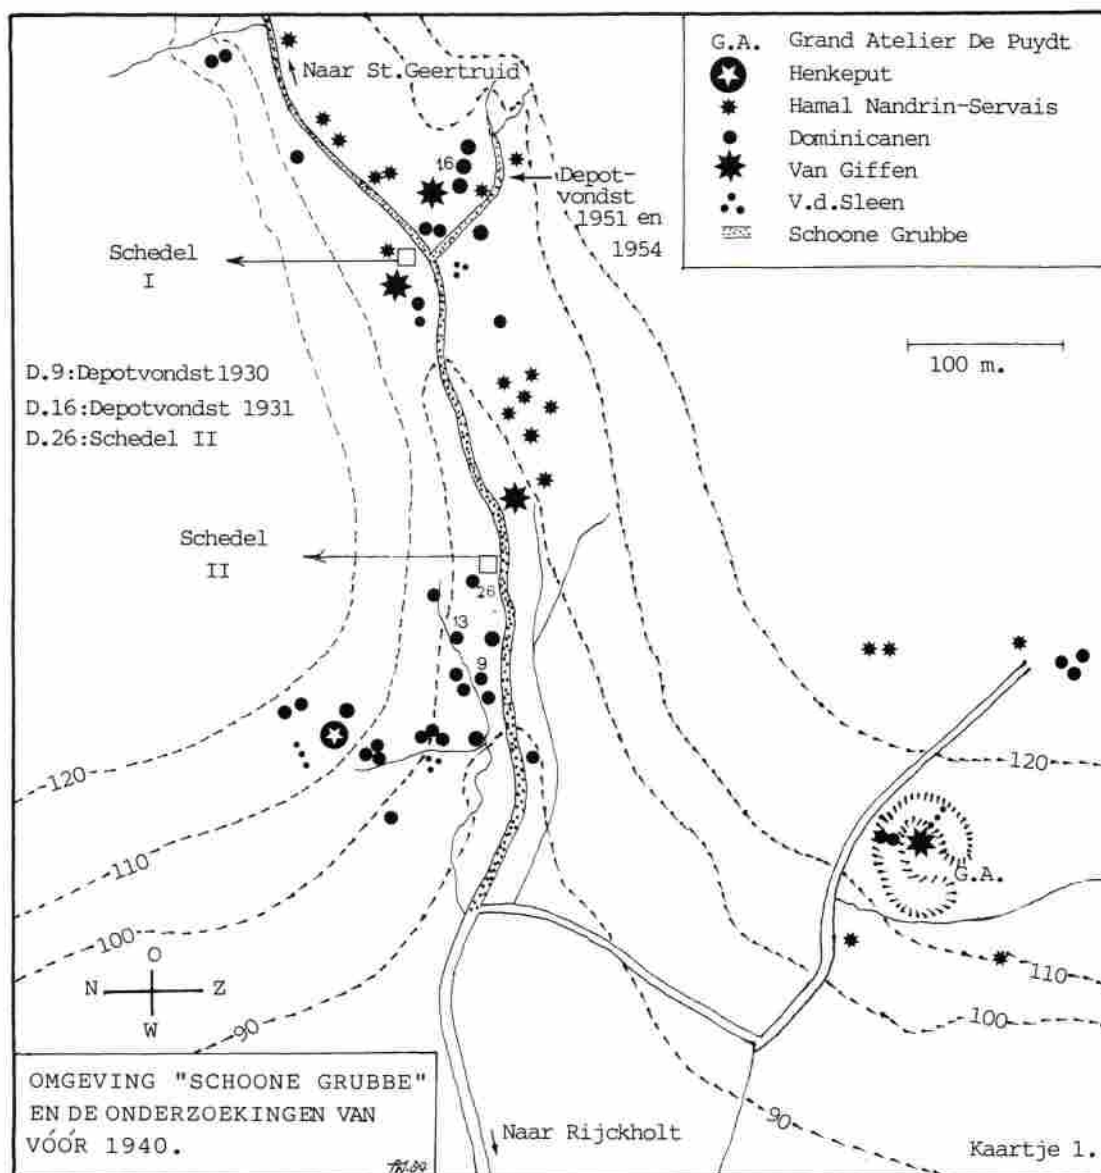 G.A. Grand Atelier De Puydt
Henkeput
Hamal Nandrin-Servais
Dominicanen
Van Giffen
V.d.Sleen
Schoone Grubbe
Naar St.Geertruid
16
Depot-
vondst
1951 en
1954
Schedel
I
100 m.
D.9:Depotvondst 1930
D.16:Depotvondst 1931
D.26:Schedel II
Schedel
II
26
13
9
120
120
110
G.A.
100
110
100
90
90
O
N Z
W
OMGEVING "SCHOONE GRUBBE"
EN DE ONDERZOEKINGEN VAN
VÓÓR 1940.
Naar Rijckholt
Kaartje 1.